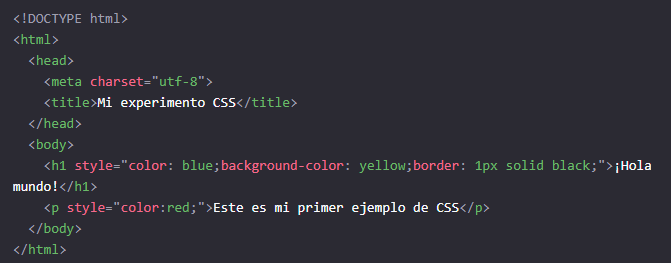 <!DOCTYPE html>
<html>
  <head>
    <meta charset="utf-8">
    <title>Mi experimento CSS</title>
  </head>
  <body>
    <h1 style="color: blue;background-color: yellow;border: 1px solid black;">¡Hola
mundo!</h1>
    <p style="color:red;">Este es mi primer ejemplo de CSS</p>
  </body>
</html>